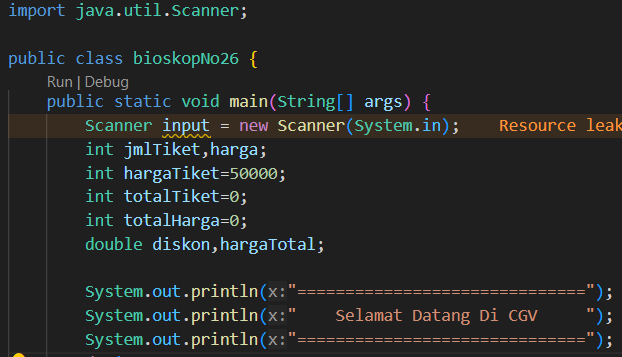 import java.util.Scanner;
public class bioskopNo26 {
Run | Debug
public static void main(String[] args) {
Scanner input = new Scanner(System.in); Resource leak
int jmlTiket,harga;
int hargaTiket=50000;
int totalTiket=0;
int totalHarga=0;
double diskon,hargaTotal;
System.out.println(x:"==============================");
System.out.println(x:"    Selamat Datang Di CGV     ");
System.out.println(x:"==============================");